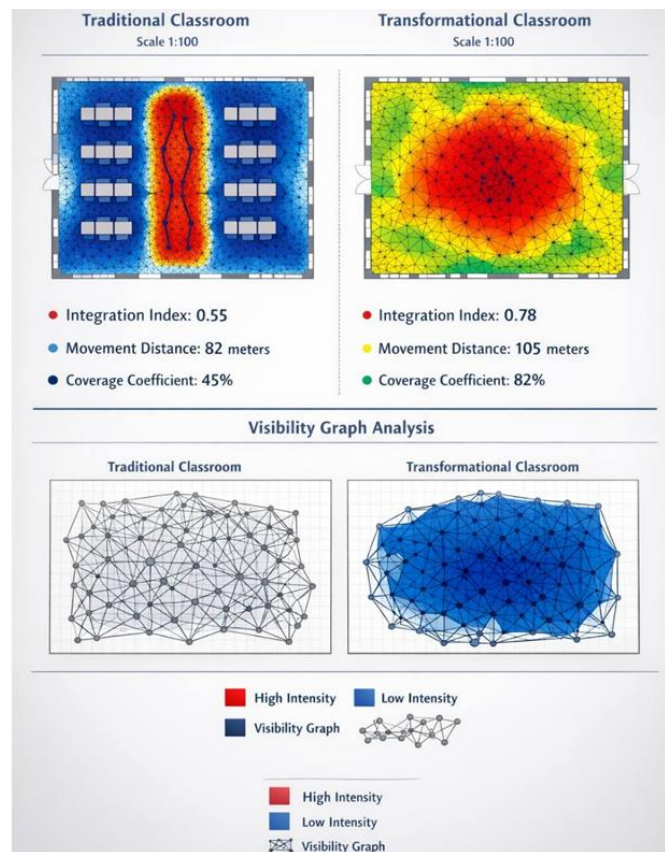 Traditional Classroom
Scale 1:100
Transformational Classroom
Scale 1:100
Integration Index: 0.55
Movement Distance: 82 meters
Coverage Coefficient: 45%
Integration Index: 0.78
Movement Distance: 105 meters
Coverage Coefficient: 82%
Visibility Graph Analysis
Traditional Classroom
Transformational Classroom
High Intensity
Low Intensity
Visibility Graph
High Intensity
Low Intensity
Visibility Graph